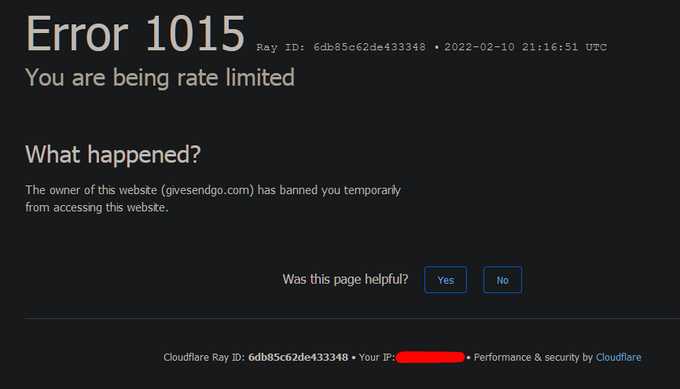 Error 1015 Ray ID: 6db85c62de433348 • 2022-02-10 21:16:51 UTC
You are being rate limited
What happened?
The owner of this website (givesendgo.com) has banned you temporarily
from accessing this website.
Was this page helpful? Yes No
Cloudflare Ray ID: 6db85c62de433348 • Your IP: • Performance & security by Cloudflare